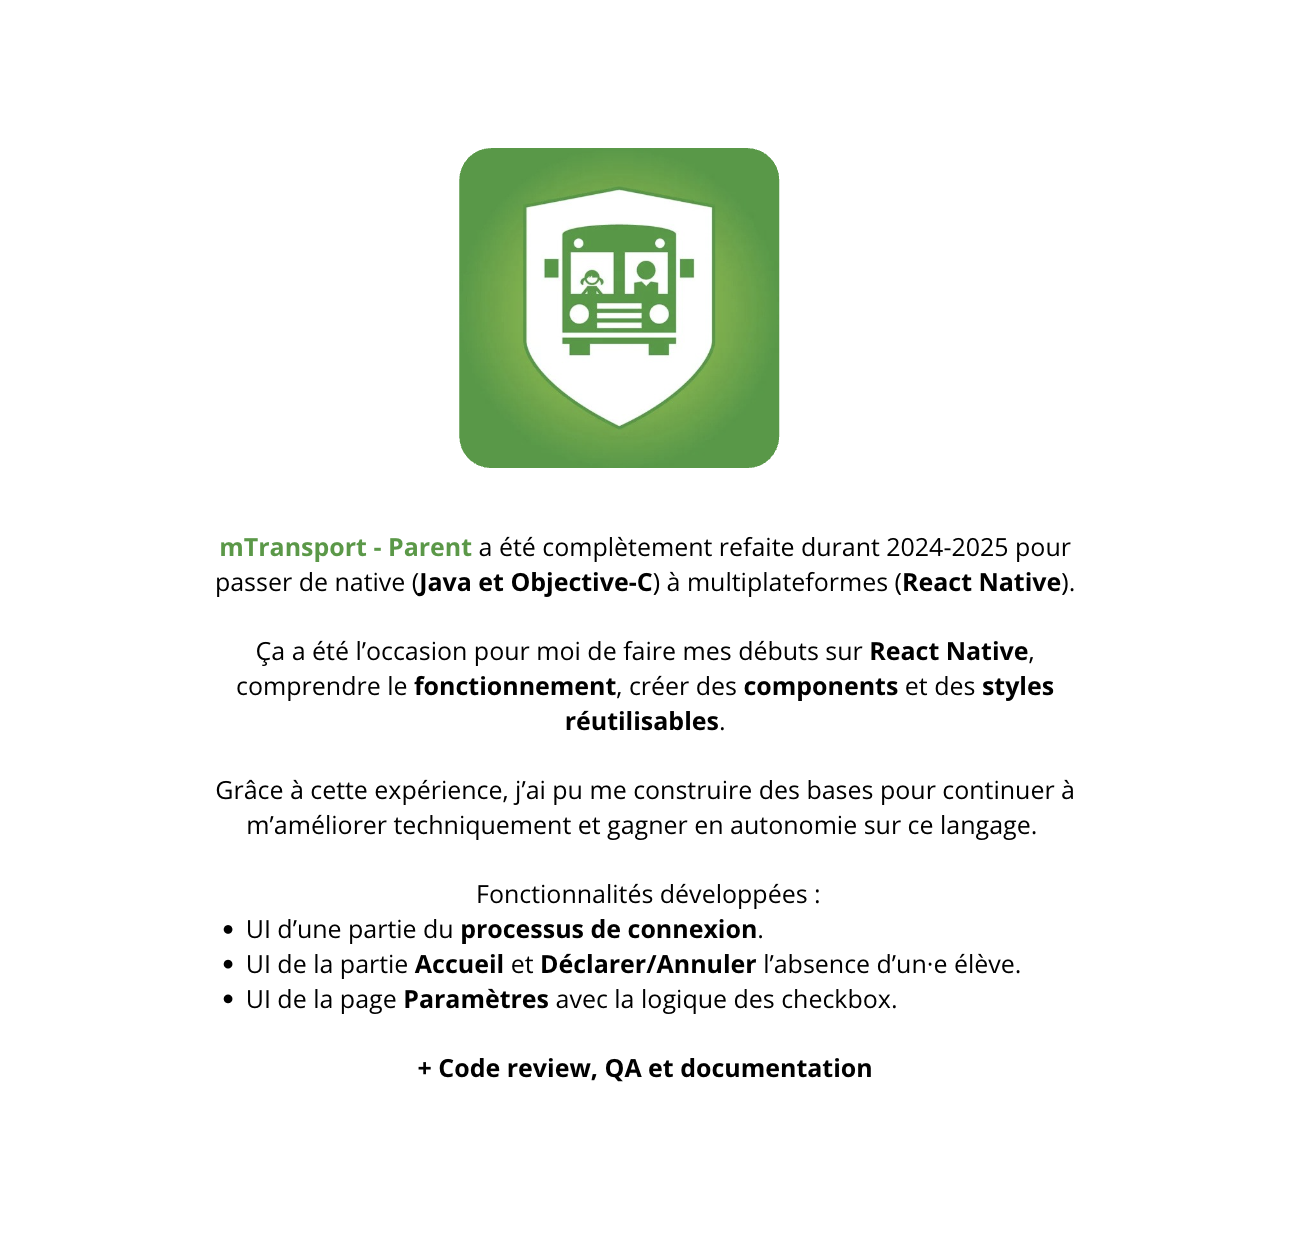 mTransport - Parent a été complètement refaite durant 2024-2025 pour
passer de native (Java et Objective-C) à multiplateformes (React Native).
Ça a été l’occasion pour moi de faire mes débuts sur React Native,
comprendre le fonctionnement, créer des components et des styles
réutilisables.
Grâce à cette expérience, j’ai pu me construire des bases pour continuer à
m’améliorer techniquement et gagner en autonomie sur ce langage.
Fonctionnalités développées :
• UI d’une partie du processus de connexion.
• UI de la partie Accueil et Déclarer/Annuler l’absence d’un·e élève.
• UI de la page Paramètres avec la logique des checkbox.
+ Code review, QA et documentation